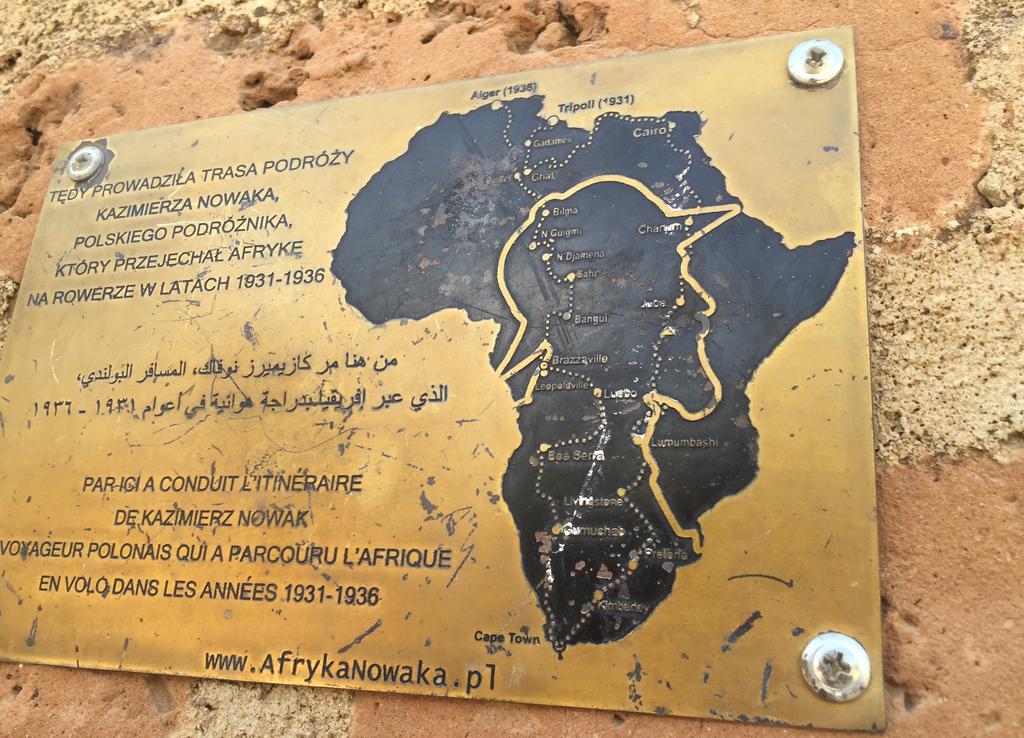 TĘDY PROWADZIŁA TRASA PODRÓŻY
KAZIMIERZA NOWAKA,
POLSKIEGO PODRÓŻNIKA,
KTÓRY PRZEJECHAŁ AFRYKĘ
NA ROWERZE W LATACH 1931-1936
من هنا مر كازيميرز نوفاك، المسافر البولندي،
الذي عبر إفريقيا بدراجة هوائية في أعوام ١٩٣١ - ١٩٣٦
PAR ICI A CONDUIT L'ITINÉRAIRE
DE KAZIMIERZ NOWAK
VOYAGEUR POLONAIS QUI A PARCOURU L'AFRIQUE
EN VOLO DANS LES ANNÉES 1931-1936
www.AfrykaNowaka.pl
Alger (1936)
Tripoli (1931)
Cairo
Gadames
Ghat
Bilma
N'Guigmi
Chartum
N'Djamena
Sahr
Juba
Bangui
Brazzaville
Leopoldville
Luebo
Lumumbashi
Boa Serra
Livingstone
Pretoria
Kimberley
Cape Town